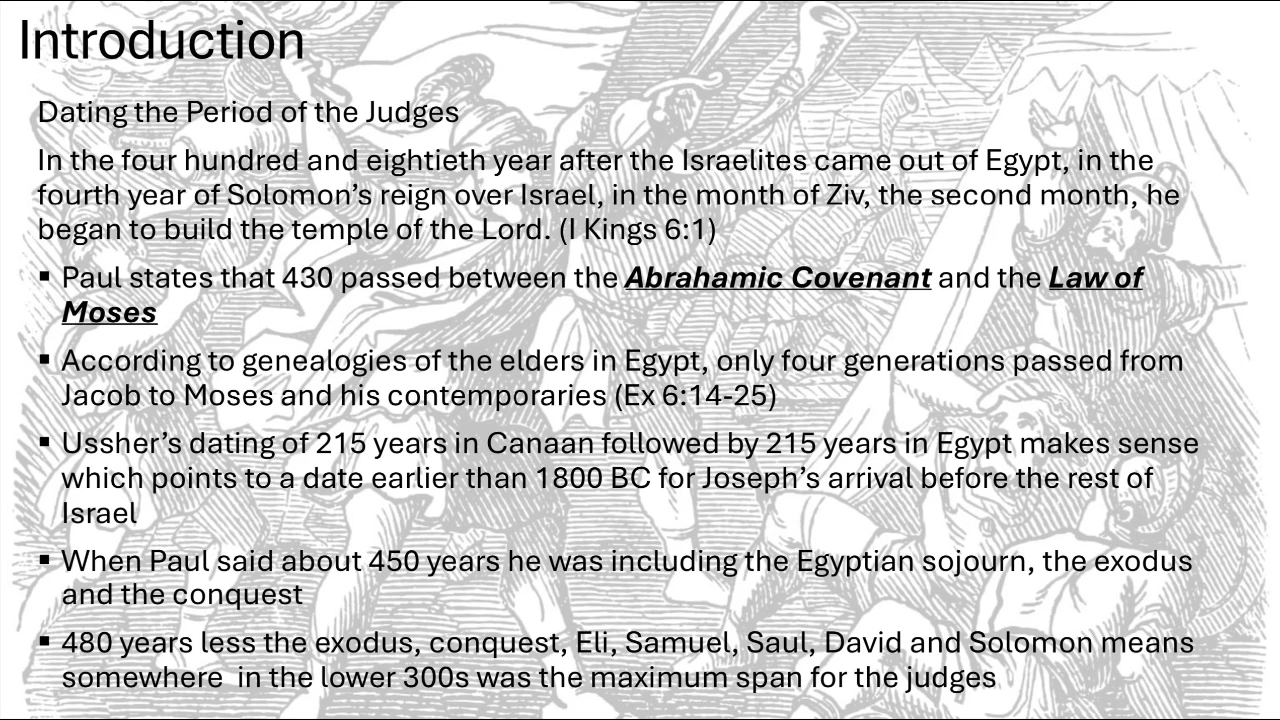 Introduction
Dating the Period of the Judges
In the four hundred and eightieth year after the Israelites came out of Egypt, in the
fourth year of Solomon’s reign over Israel, in the month of Ziv, the second month, he
began to build the temple of the Lord. (I Kings 6:1)
▪ Paul states that 430 passed between the Abrahamic Covenant and the Law of
Moses
▪ According to genealogies of the elders in Egypt, only four generations passed from
Jacob to Moses and his contemporaries (Ex 6:14-25)
▪ Ussher’s dating of 215 years in Canaan followed by 215 years in Egypt makes sense
which points to a date earlier than 1800 BC for Joseph’s arrival before the rest of
Israel
▪ When Paul said about 450 years he was including the Egyptian sojourn, the exodus
and the conquest
▪ 480 years less the exodus, conquest, Eli, Samuel, Saul, David and Solomon means
somewhere  in the lower 300s was the maximum span for the judges